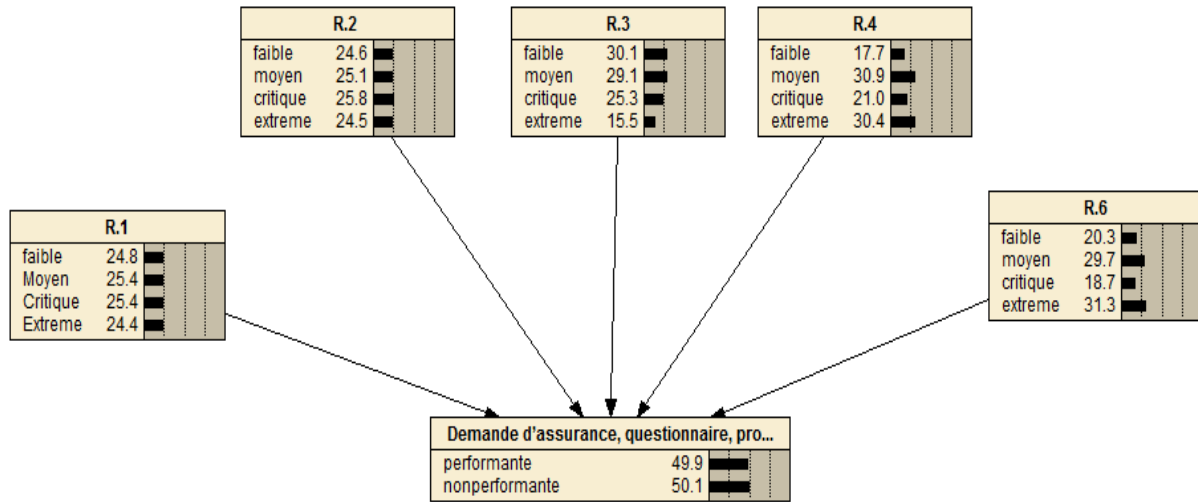 R.2
faible 24.6
moyen 25.1
critique 25.8
extreme 24.5
R.3
faible 30.1
moyen 29.1
critique 25.3
extreme 15.5
R.4
faible 17.7
moyen 30.9
critique 21.0
extreme 30.4
R.1
faible 24.8
Moyen 25.4
Critique 25.4
Extreme 24.4
R.6
faible 20.3
moyen 29.7
critique 18.7
extreme 31.3
Demande d'assurance, questionnaire, pro...
performante 49.9
nonperformante 50.1